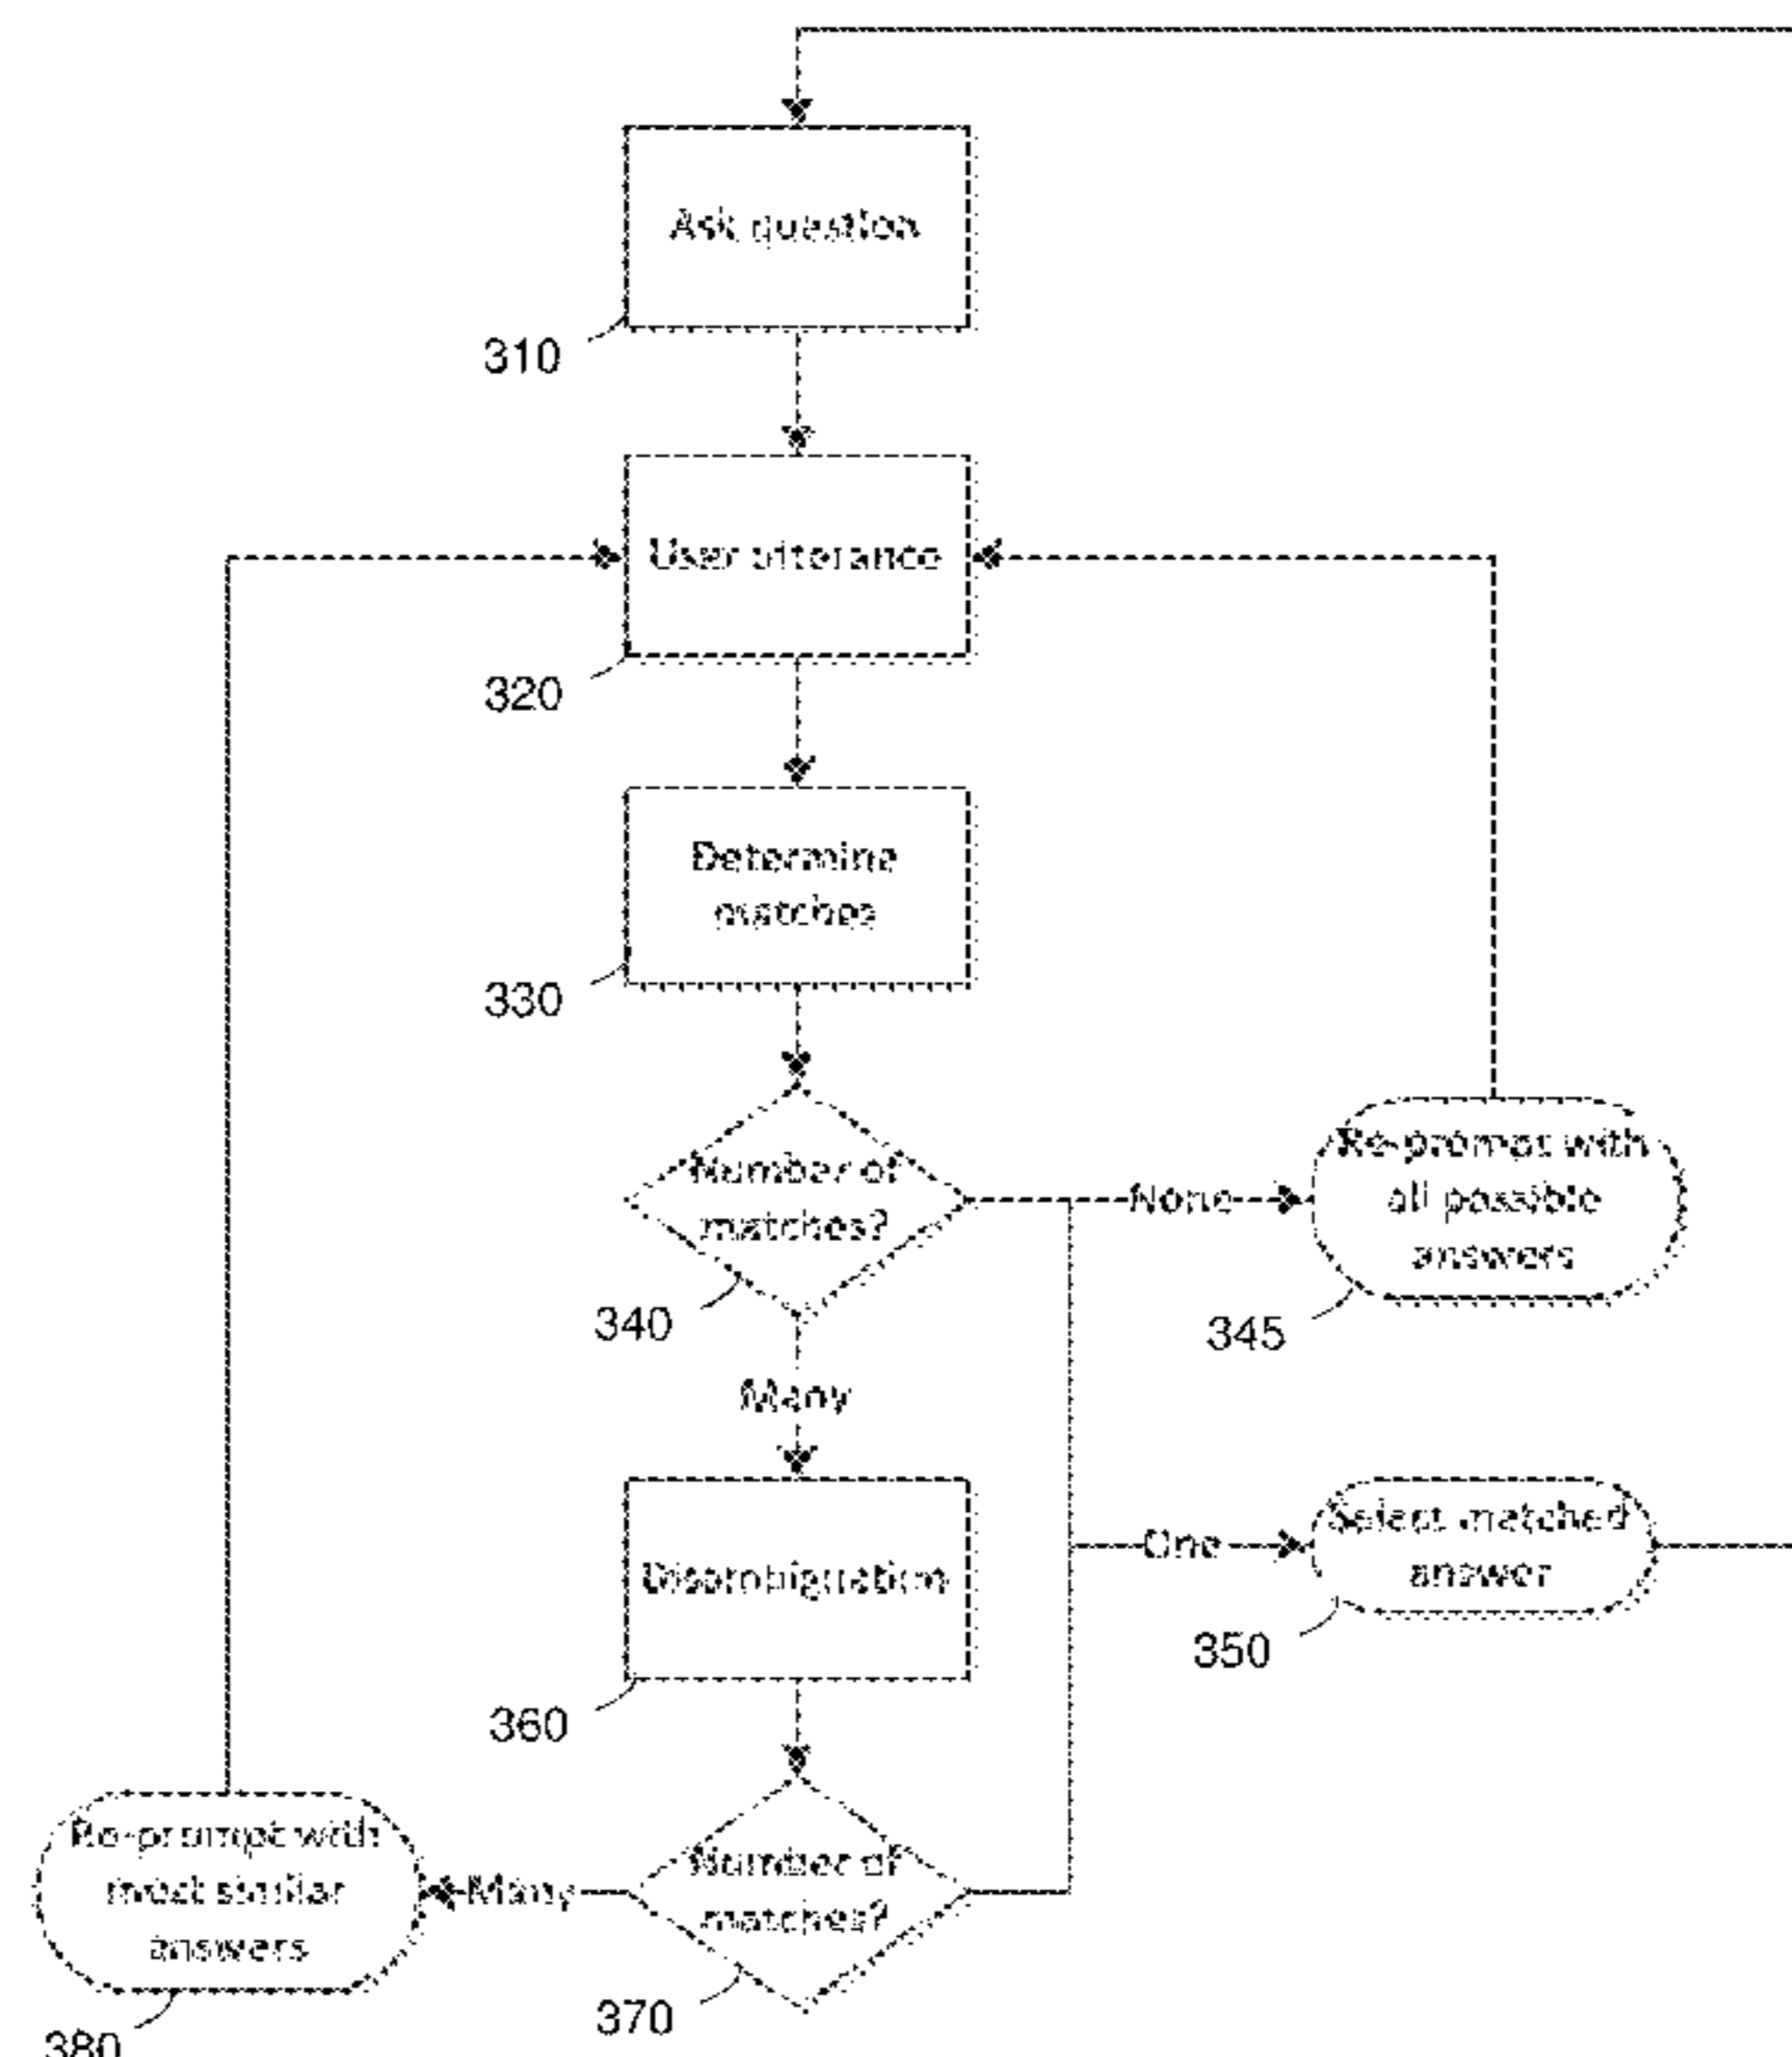 Ask question
310
User utterance
320
Determine
matches
330
Number of
matches?
None
Re-prompt with
all possible
answers
340
345
Many
Disambiguation
One
Select matched
answer
350
360
Re-prompt with
most similar
answers
Many
Number of
matches?
370
380